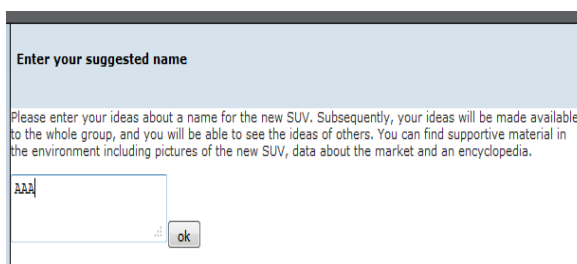 Enter your suggested name
Please enter your ideas about a name for the new SUV. Subsequently, your ideas will be made available
to the whole group, and you will be able to see the ideas of others. You can find supportive material in
the environment including pictures of the new SUV, data about the market and an encyclopedia.
AAA
ok